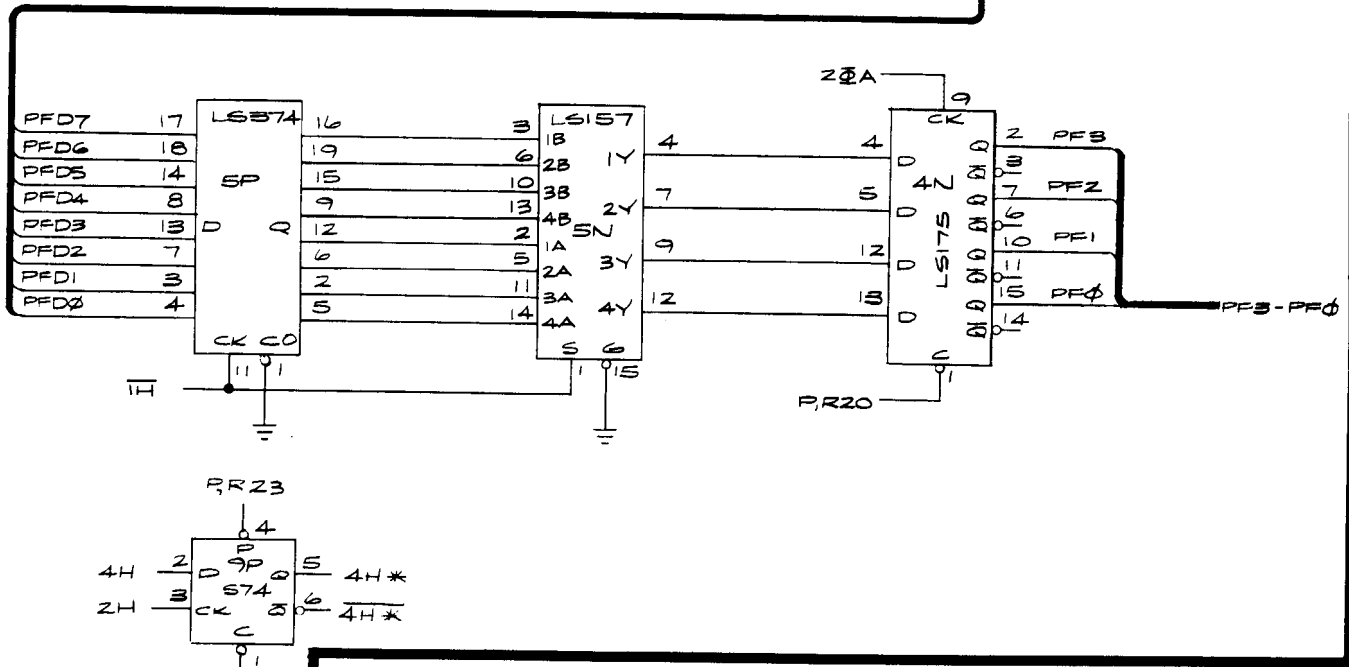 2ΦA
9
PFD7 17 LS374 16 3 LS157 CK 2 PF3
PFD6 18 19 6 1B 1Y 4 4 D Q 3
PFD5 14 5P 15 10 2B 4N Q̅ 7 PF2
PFD4 8 9 13 3B 2Y 7 5 D Q 6
PFD3 13 D Q 12 2 4B 5N Q̅ 10 PF1
PFD2 7 6 5 1A 3Y 9 12 D LS175 Q 11
PFD1 3 2 11 2A Q̅ 15 PFØ
PFDØ 4 5 14 3A 4Y 12 13 D Q PF3-PFØ
4A Q̅ 14
CK CO S G C
11 1 1 15 1
1̅H̅
P,R20
P,R23
4
P
4H 2 D 9P Q 5 4H*
S74
2H 3 CK Q̅ 6 4̅H̅*̅
C
1